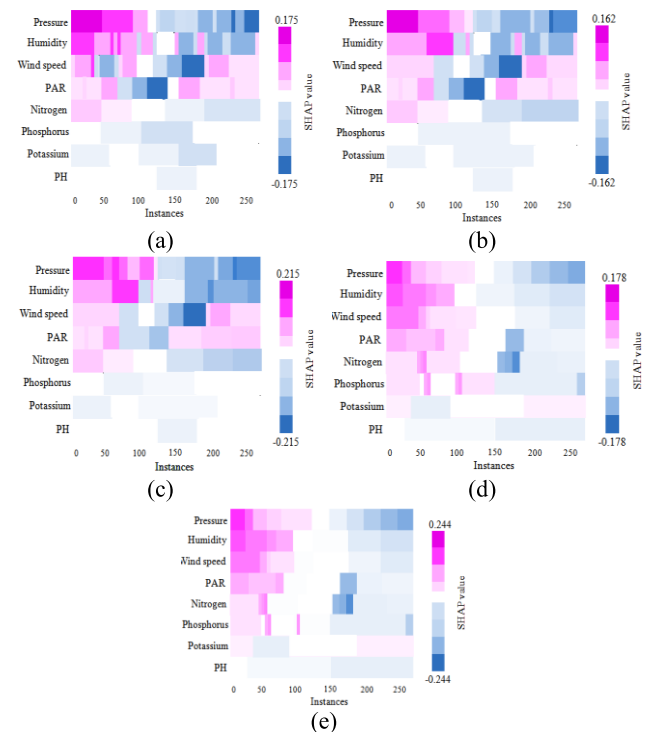 Pressure
Humidity
Wind speed
PAR
Nitrogen
Phosphorus
Potassium
PH
0 50 100 150 200 250
Instances
0.175
SHAP value
-0.175
(a)
Pressure
Humidity
Wind speed
PAR
Nitrogen
Phosphorus
Potassium
PH
0 50 100 150 200 250
Instances
0.162
SHAP value
-0.162
(b)
Pressure
Humidity
Wind speed
PAR
Nitrogen
Phosphorus
Potassium
PH
0 50 100 150 200 250
Instances
0.215
SHAP value
-0.215
(c)
Pressure
Humidity
Wind speed
PAR
Nitrogen
Phosphorus
Potassium
PH
0 50 100 150 200 250
Instances
0.178
SHAP value
-0.178
(d)
Pressure
Humidity
Wind speed
PAR
Nitrogen
Phosphorus
Potassium
PH
0 50 100 150 200 250
Instances
0.244
SHAP value
-0.244
(e)